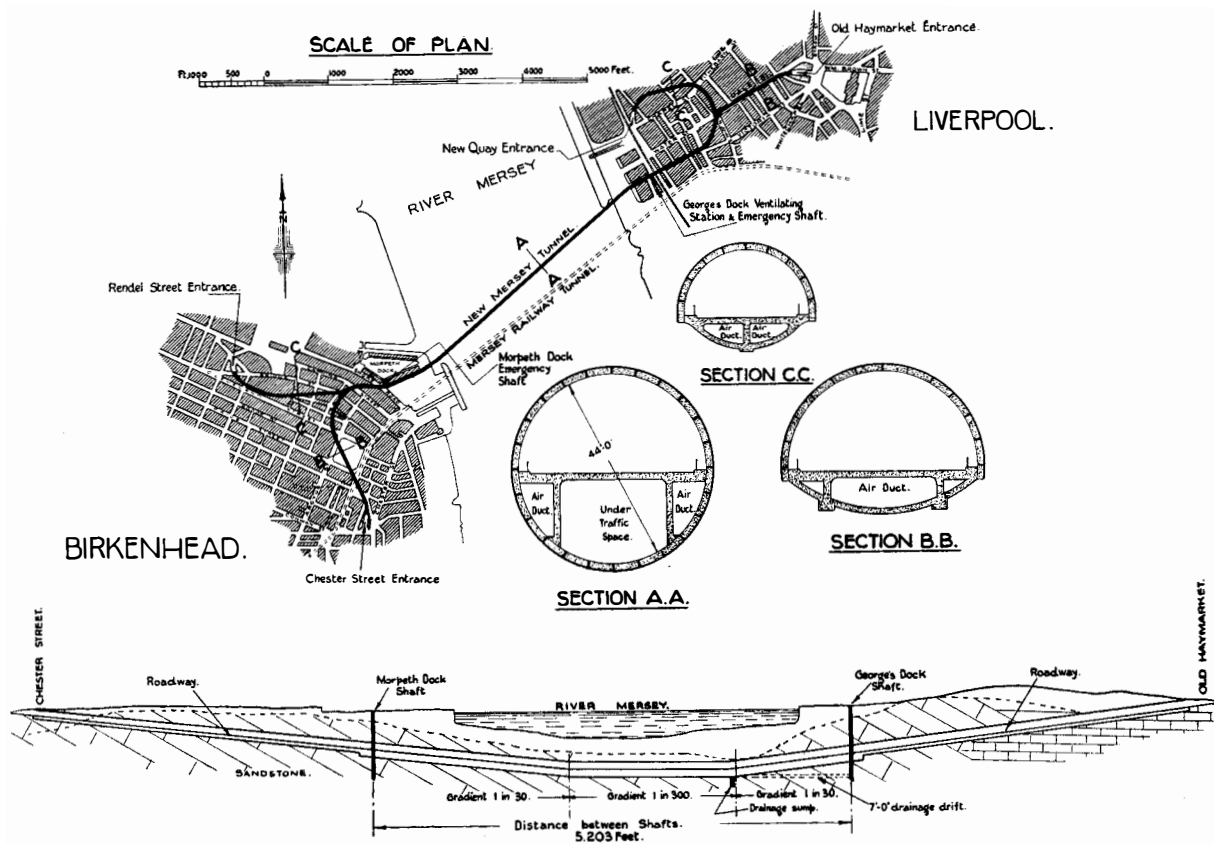 SCALE OF PLAN.
Ft.1000 500 0 1000 2000 3000 4000 5000 Feet.
Old Haymarket Entrance.
C
B
LIVERPOOL.
New Quay Entrance.
C
B
RIVER MERSEY
George's Dock Ventilating
Station & Emergency Shaft.
N
A
A
NEW MERSEY TUNNEL.
MERSEY RAILWAY TUNNEL.
Rendel Street Entrance.
C
MORPETH
DOCK
Morpeth Dock
Emergency
Shaft
C
B
B
BIRKENHEAD.
Chester Street Entrance
Air
Duct.
Air
Duct.
SECTION C.C.
44'·0"
Air
Duct.
Under
Traffic
Space.
Air
Duct.
SECTION A.A.
Air Duct.
SECTION B.B.
CHESTER STREET.
Roadway.
Morpeth Dock
Shaft
RIVER MERSEY.
George's Dock
Shaft.
Roadway.
OLD HAYMARKET.
SANDSTONE.
Gradient 1 in 30.
Gradient 1 in 300.
Gradient 1 in 30.
Drainage sump.
7'-0" drainage drift.
Distance between Shafts.
5.203 Feet.